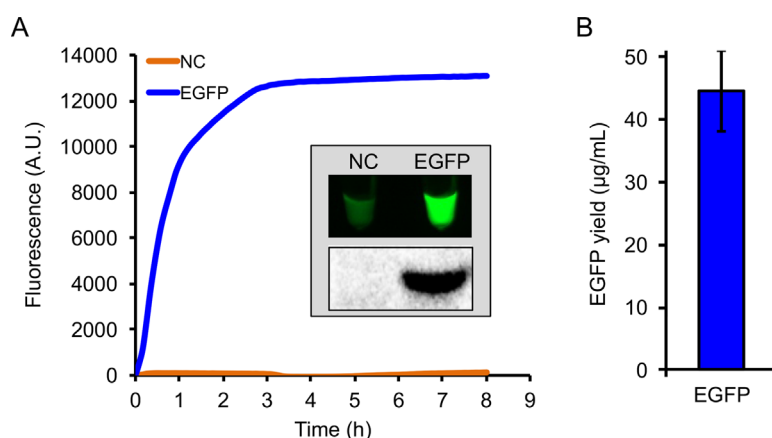 A
Fluorescence (A.U.)
14000
12000
10000
8000
6000
4000
2000
0
NC
EGFP
NC EGFP
0 1 2 3 4 5 6 7 8 9
Time (h)
B
EGFP yield (µg/mL)
50
40
30
20
10
0
EGFP